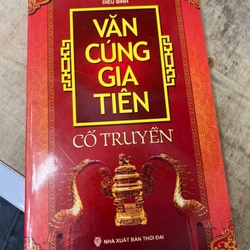 DIỆU BÌNH
VĂN
CÚNG
GIA
TIÊN
CỔ TRUYỀN
NHÀ XUẤT BẢN THỜI ĐẠI